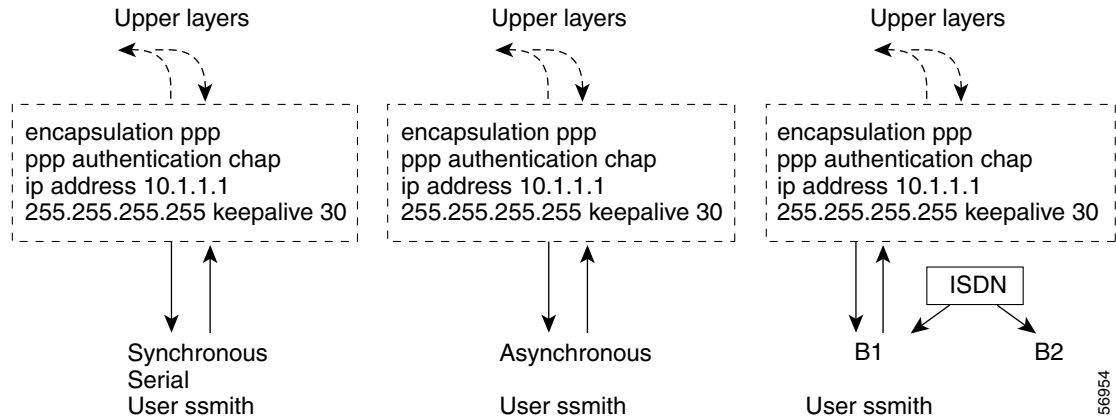 Upper layers
encapsulation ppp
ppp authentication chap
ip address 10.1.1.1
255.255.255.255 keepalive 30
Synchronous
Serial
User ssmith
Upper layers
encapsulation ppp
ppp authentication chap
ip address 10.1.1.1
255.255.255.255 keepalive 30
Asynchronous
User ssmith
Upper layers
encapsulation ppp
ppp authentication chap
ip address 10.1.1.1
255.255.255.255 keepalive 30
ISDN
B1
B2
User ssmith
56954